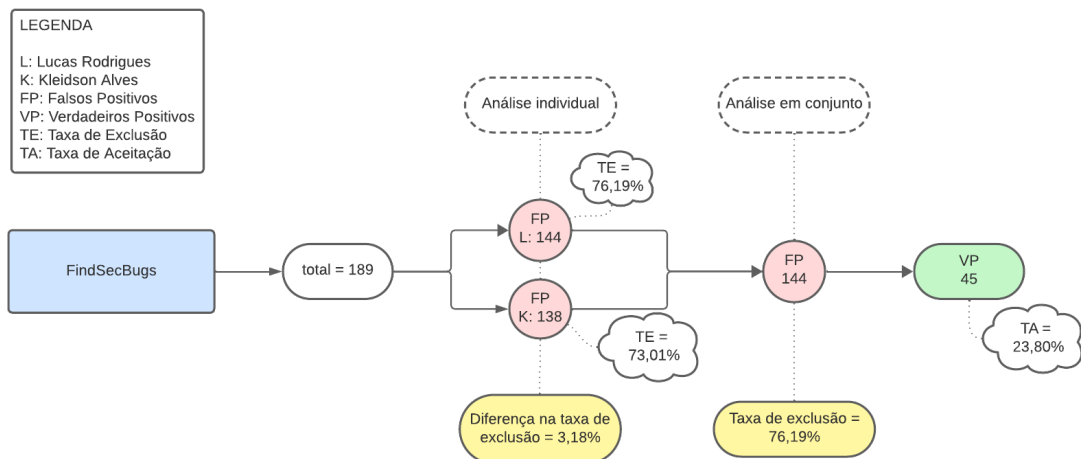 LEGENDA
L: Lucas Rodrigues
K: Kleidson Alves
FP: Falsos Positivos
VP: Verdadeiros Positivos
TE: Taxa de Exclusão
TA: Taxa de Aceitação
Análise individual
Análise em conjunto
TE =
76,19%
FindSecBugs
total = 189
FP
L: 144
FP
K: 138
TE =
73,01%
FP
144
VP
45
TA =
23,80%
Diferença na taxa de
exclusão = 3,18%
Taxa de exclusão =
76,19%